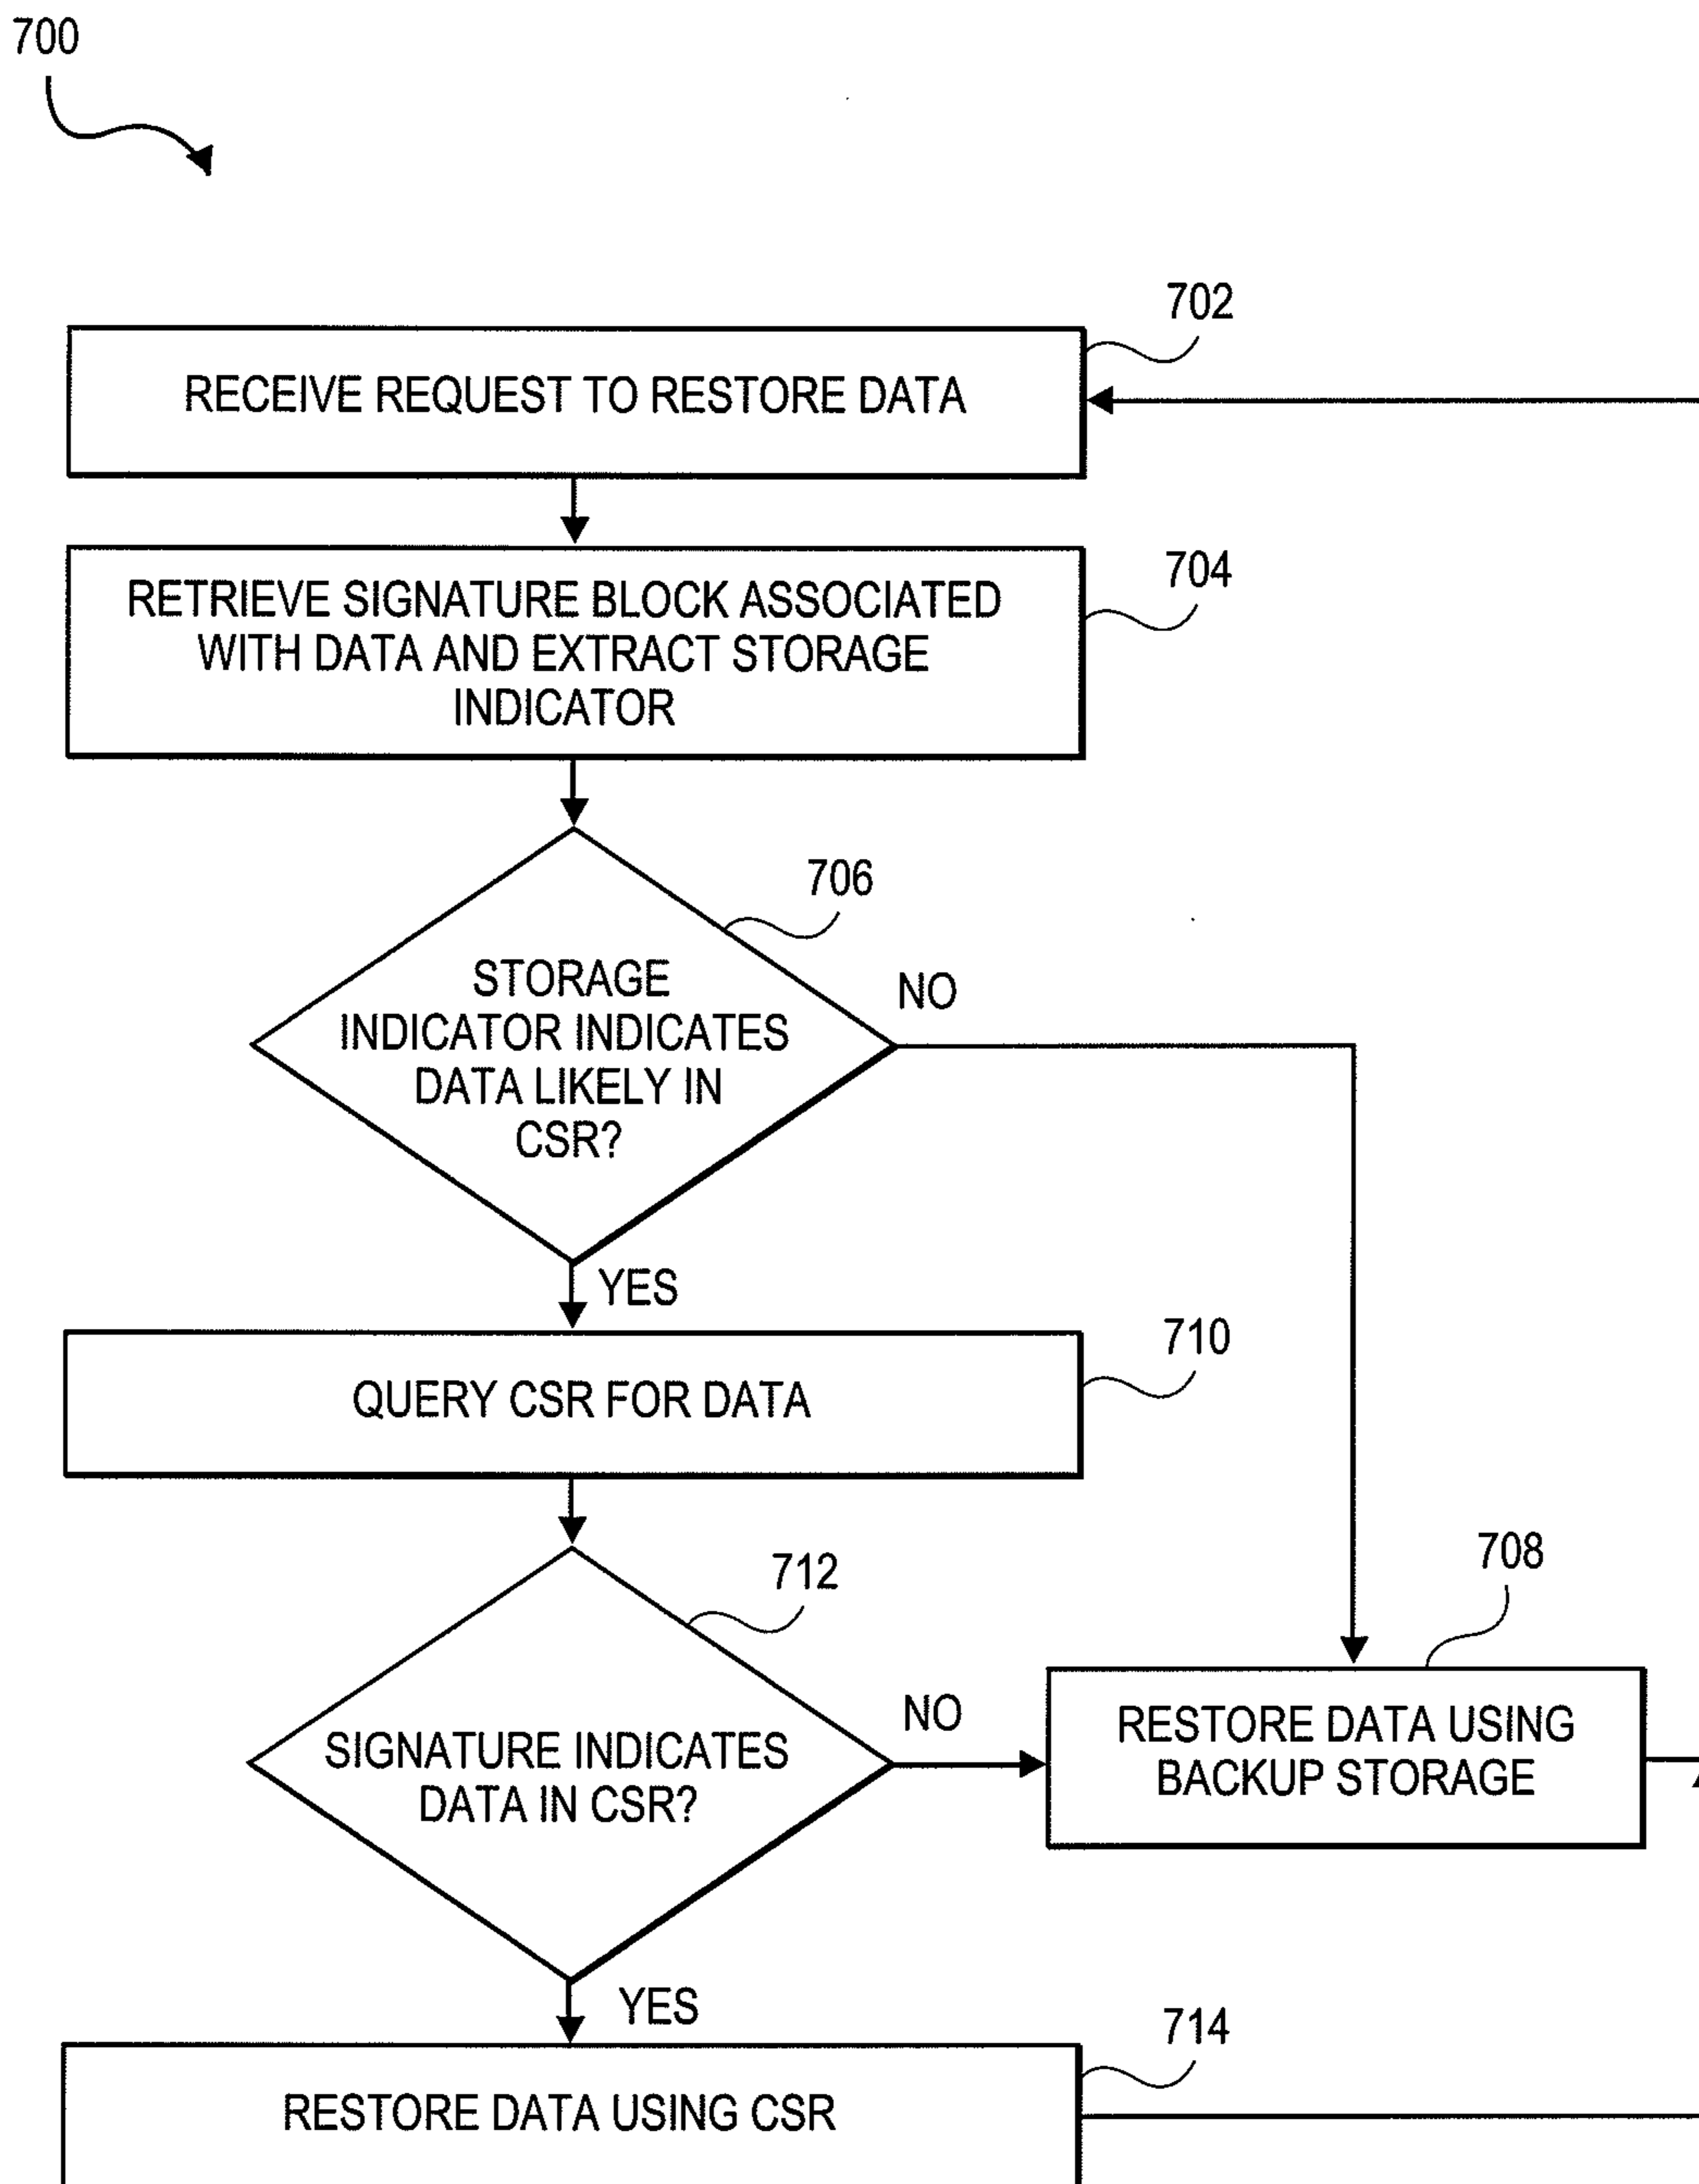 700
702
RECEIVE REQUEST TO RESTORE DATA
704
RETRIEVE SIGNATURE BLOCK ASSOCIATED
WITH DATA AND EXTRACT STORAGE
INDICATOR
706
STORAGE
INDICATOR INDICATES
DATA LIKELY IN
CSR?
NO
YES
710
QUERY CSR FOR DATA
712
SIGNATURE INDICATES
DATA IN CSR?
NO
708
RESTORE DATA USING
BACKUP STORAGE
YES
714
RESTORE DATA USING CSR